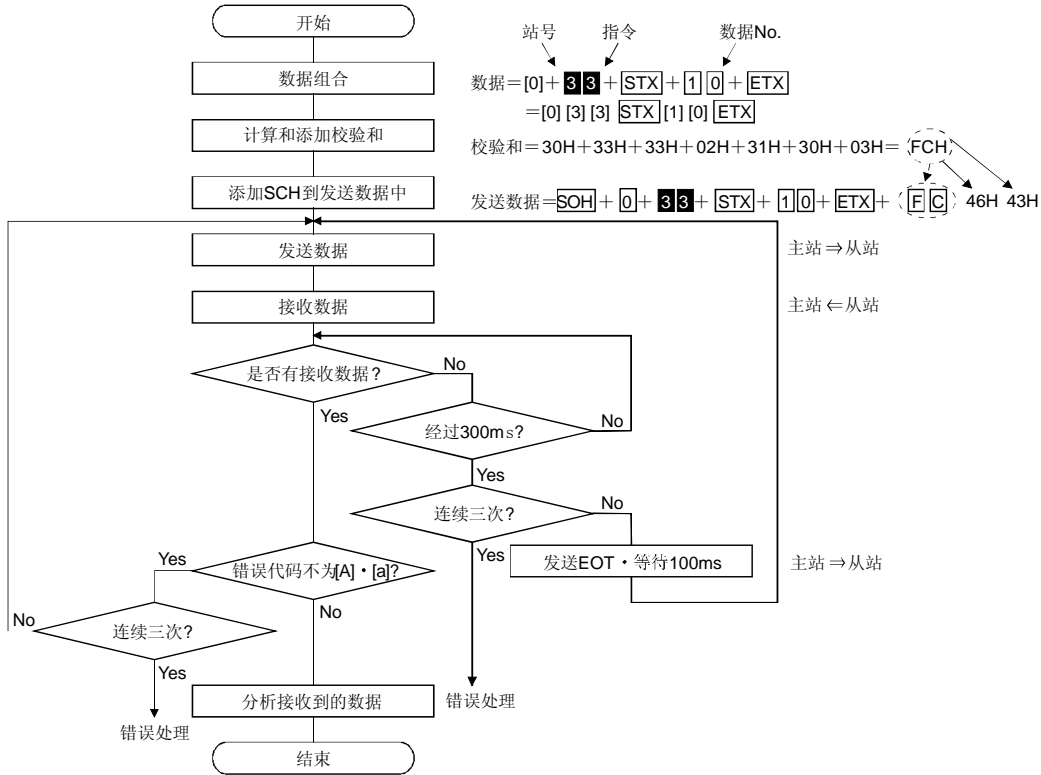 开始
站号 指令 数据No.
数据组合
数据=[0]+ 3 3 + STX + 1 0 + ETX
=[0] [3] [3] STX [1] [0] ETX
计算和添加校验和
校验和=30H+33H+33H+02H+31H+30H+03H= FCH
添加SCH到发送数据中
发送数据=SOH + 0 + 3 3 + STX + 1 0 + ETX + F C 46H 43H
发送数据
主站⇒从站
接收数据
主站⇐从站
是否有接收数据?
No
Yes
经过300ms?
No
Yes
连续三次?
No
Yes
发送EOT・等待100ms
主站⇒从站
错误代码不为[A]・[a]?
Yes
No
连续三次?
No
Yes
错误处理
分析接收到的数据
错误处理
结束